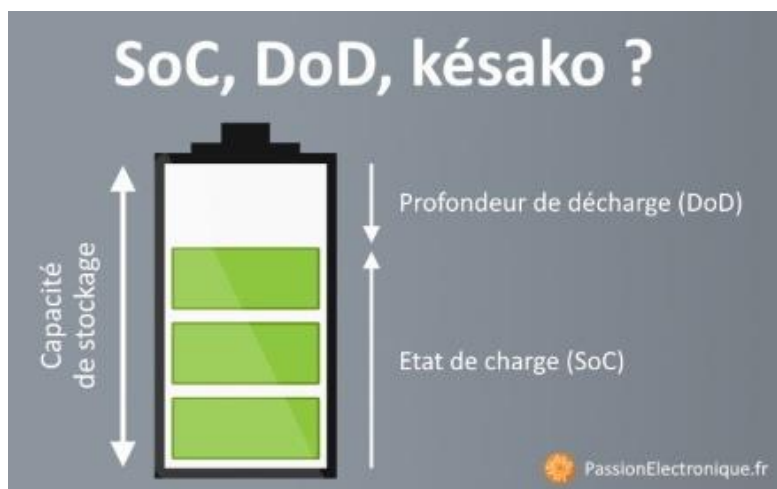 SoC, DoD, késako ?
Capacité
de stockage
Profondeur de décharge (DoD)
Etat de charge (SoC)
PassionElectronique.fr